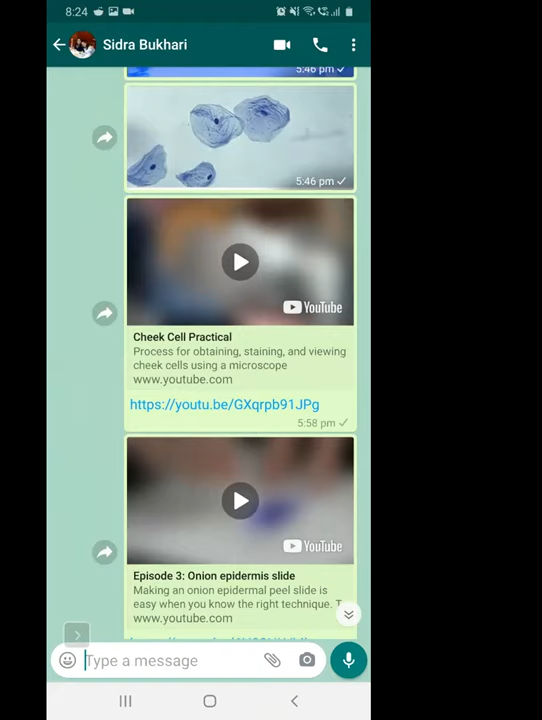 8:24
Sidra Bukhari
5:46 pm
5:46 pm
YouTube
Cheek Cell Practical
Process for obtaining, staining, and viewing
cheek cells using a microscope
www.youtube.com
https://youtu.be/GXqrpb91JPg
5:58 pm
YouTube
Episode 3: Onion epidermis slide
Making an onion epidermal peel slide is
easy when you know the right technique. T
www.youtube.com
Type a message